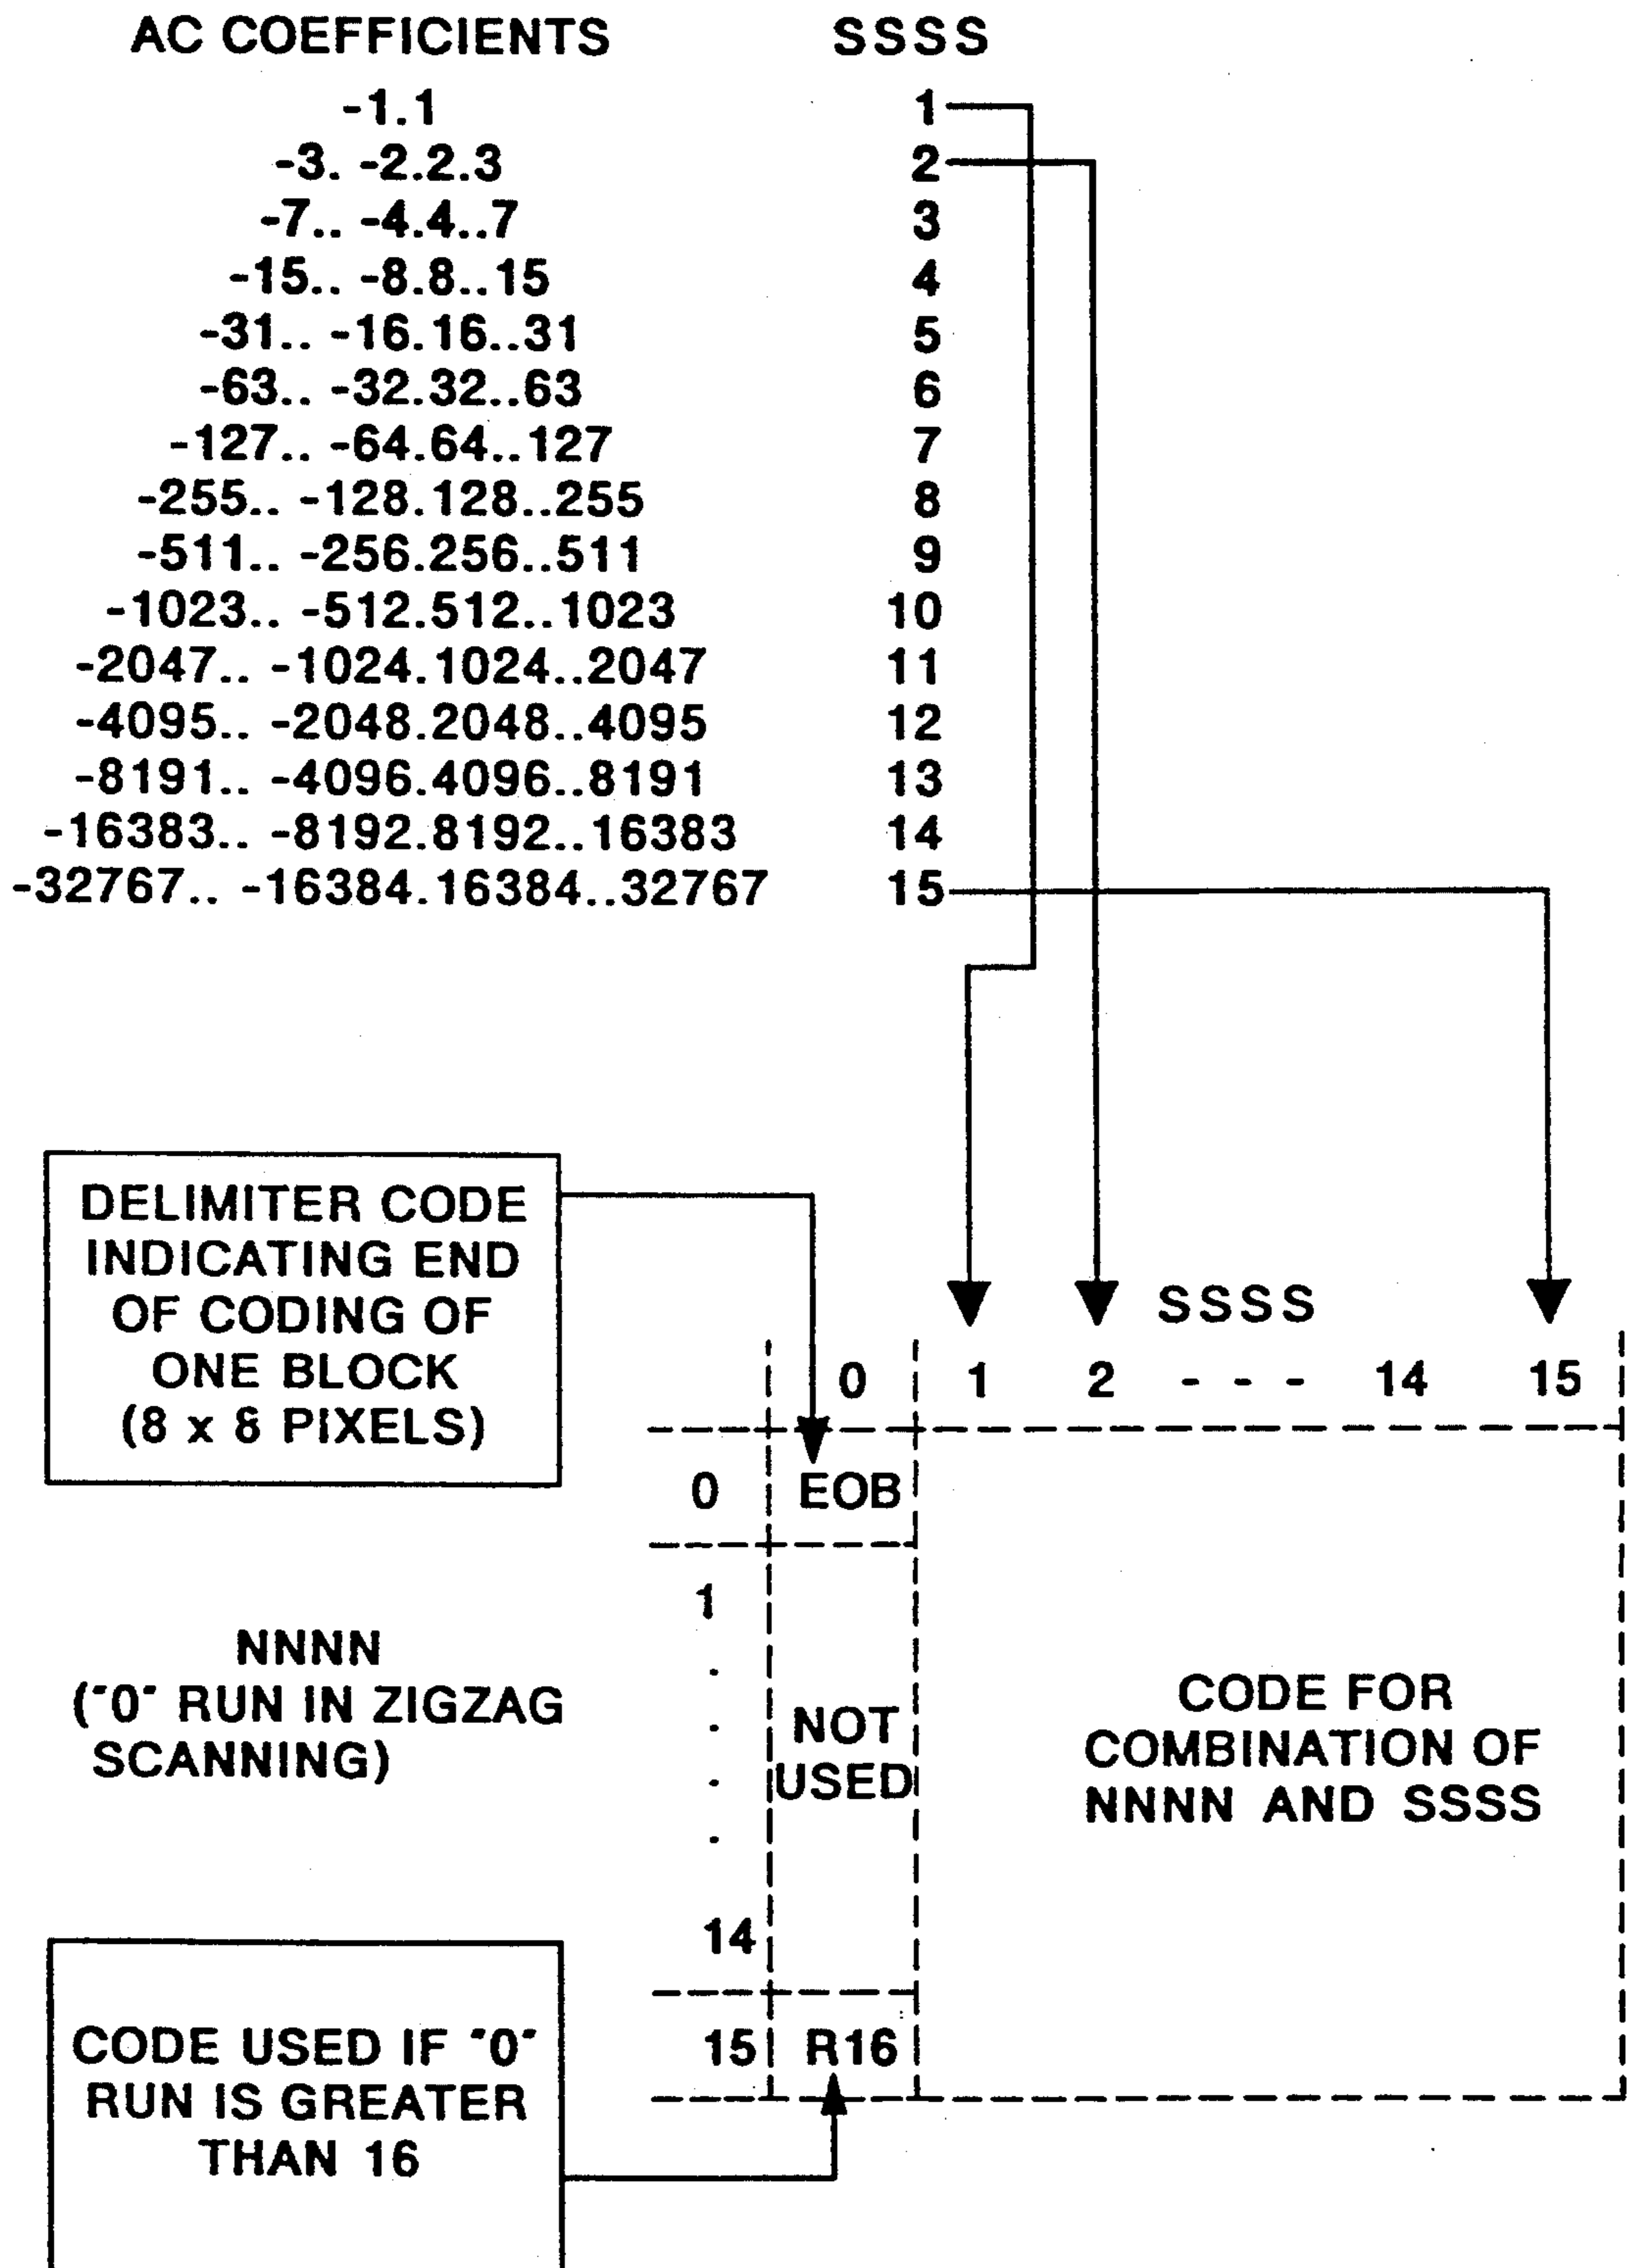 AC COEFFICIENTS SSSS
-1.1 1
-3. -2.2.3 2
-7.. -4.4..7 3
-15.. -8.8..15 4
-31.. -16.16..31 5
-63.. -32.32..63 6
-127.. -64.64..127 7
-255.. -128.128..255 8
-511.. -256.256..511 9
-1023.. -512.512..1023 10
-2047.. -1024.1024..2047 11
-4095.. -2048.2048..4095 12
-8191.. -4096.4096..8191 13
-16383.. -8192.8192..16383 14
-32767.. -16384.16384..32767 15
DELIMITER CODE
INDICATING END
OF CODING OF
ONE BLOCK
(8 x 8 PIXELS)
SSSS
0 1 2 - - - 14 15
0 EOB
1
NNNN
("0" RUN IN ZIGZAG
SCANNING)
NOT
USED
CODE FOR
COMBINATION OF
NNNN AND SSSS
14
15 R16
CODE USED IF "0"
RUN IS GREATER
THAN 16